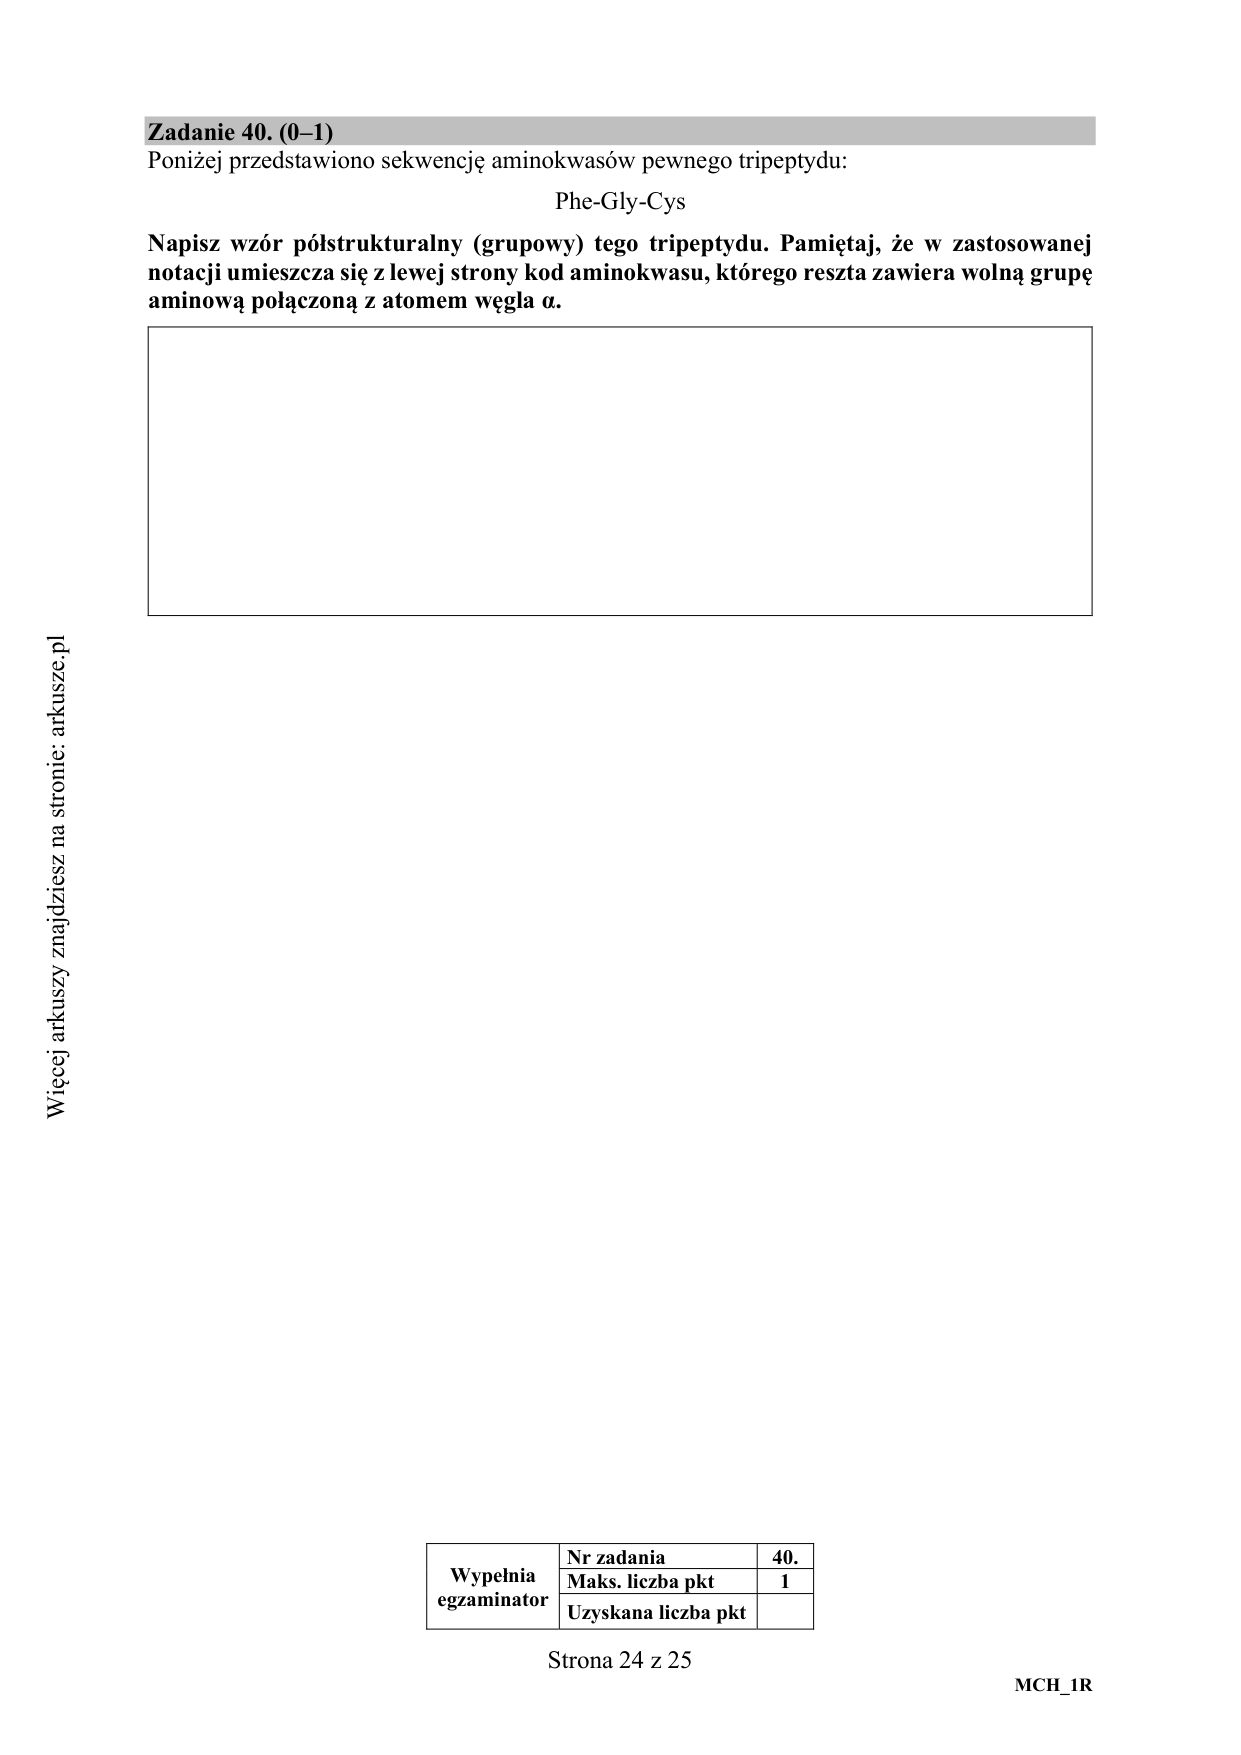 Zadanie 40. (0–1)
Poniżej przedstawiono sekwencję aminokwasów pewnego tripeptydu:
Phe-Gly-Cys
Napisz wzór półstrukturalny (grupowy) tego tripeptydu. Pamiętaj, że w zastosowanej
notacji umieszcza się z lewej strony kod aminokwasu, którego reszta zawiera wolną grupę
aminową połączoną z atomem węgla α.
Więcej arkuszy znajdziesz na stronie: arkusze.pl
Wypełnia
egzaminator
Nr zadania 40.
Maks. liczba pkt 1
Uzyskana liczba pkt
Strona 24 z 25
MCH_1R